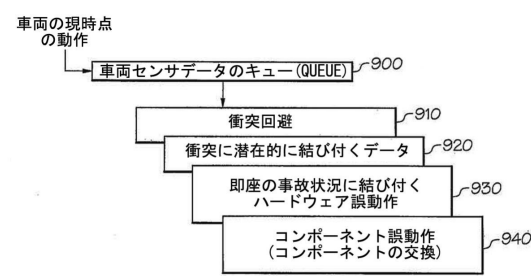 車両の現時点
の動作
車両センサデータのキュー(QUEUE)
900
衝突回避
910
衝突に潜在的に結び付くデータ
920
即座の事故状況に結び付く
ハードウェア誤動作
930
コンポーネント誤動作
(コンポーネントの交換)
940